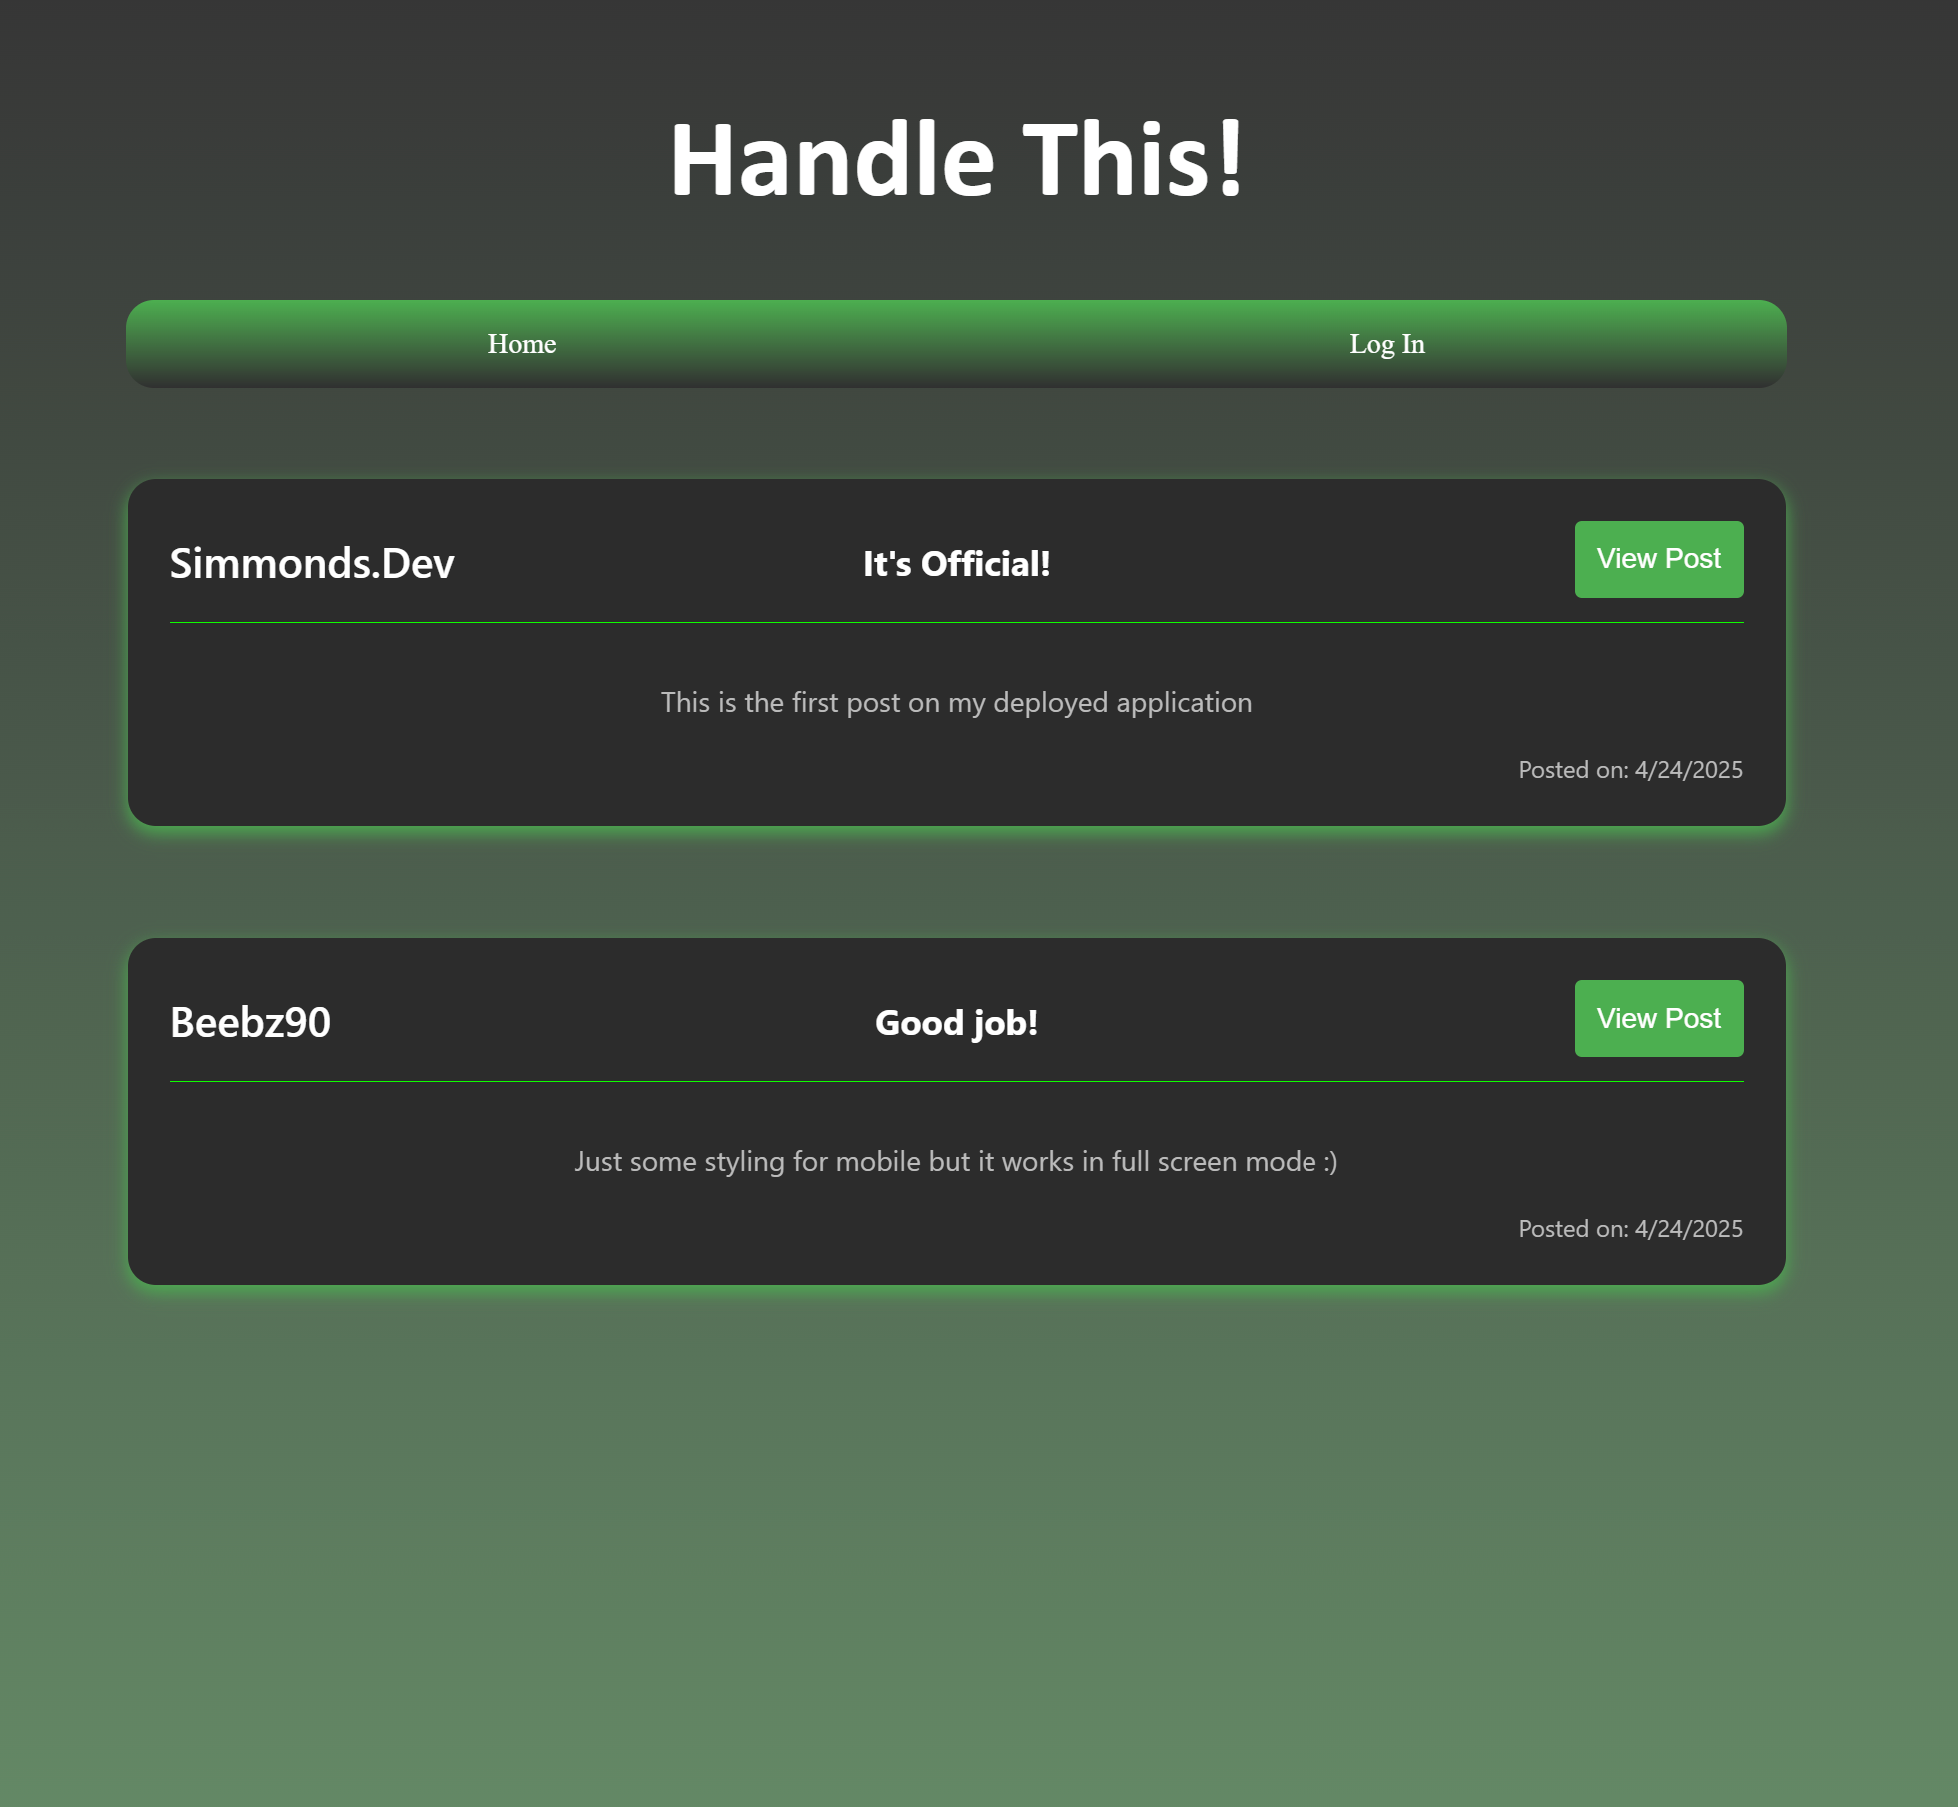 Handle This!
Home
Log In
Simmonds.Dev
It's Official!
View Post
This is the first post on my deployed application
Posted on: 4/24/2025
Beebz90
Good job!
View Post
Just some styling for mobile but it works in full screen mode :)
Posted on: 4/24/2025